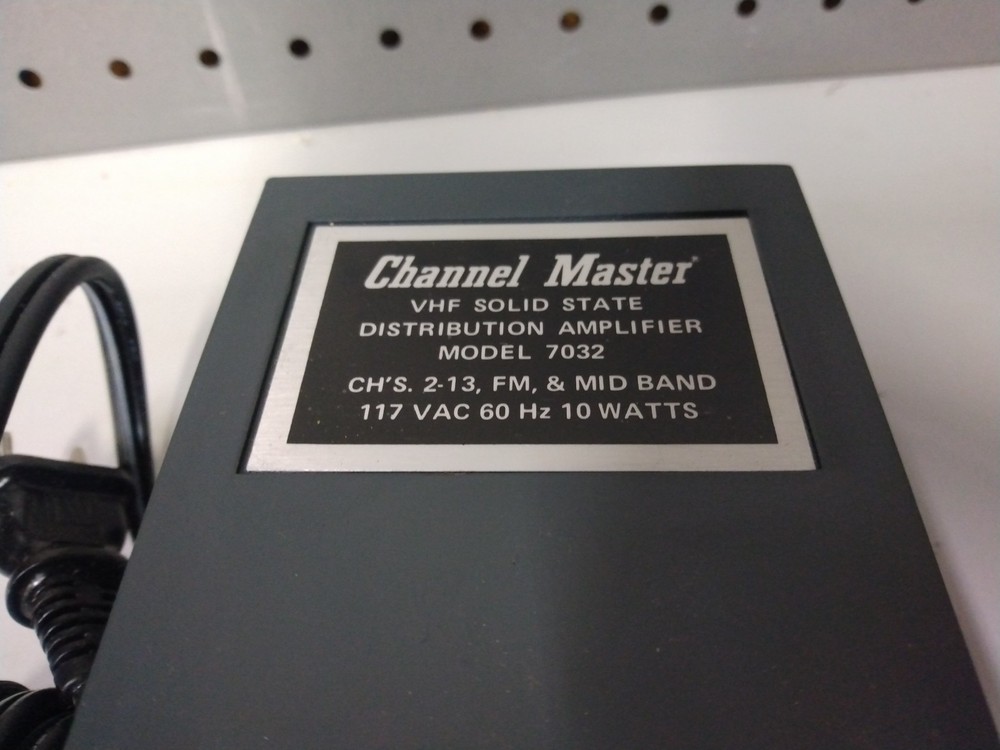 Channel Master®
VHF SOLID STATE
DISTRIBUTION AMPLIFIER
MODEL 7032
CH'S. 2-13, FM, & MID BAND
117 VAC 60 Hz 10 WATTS